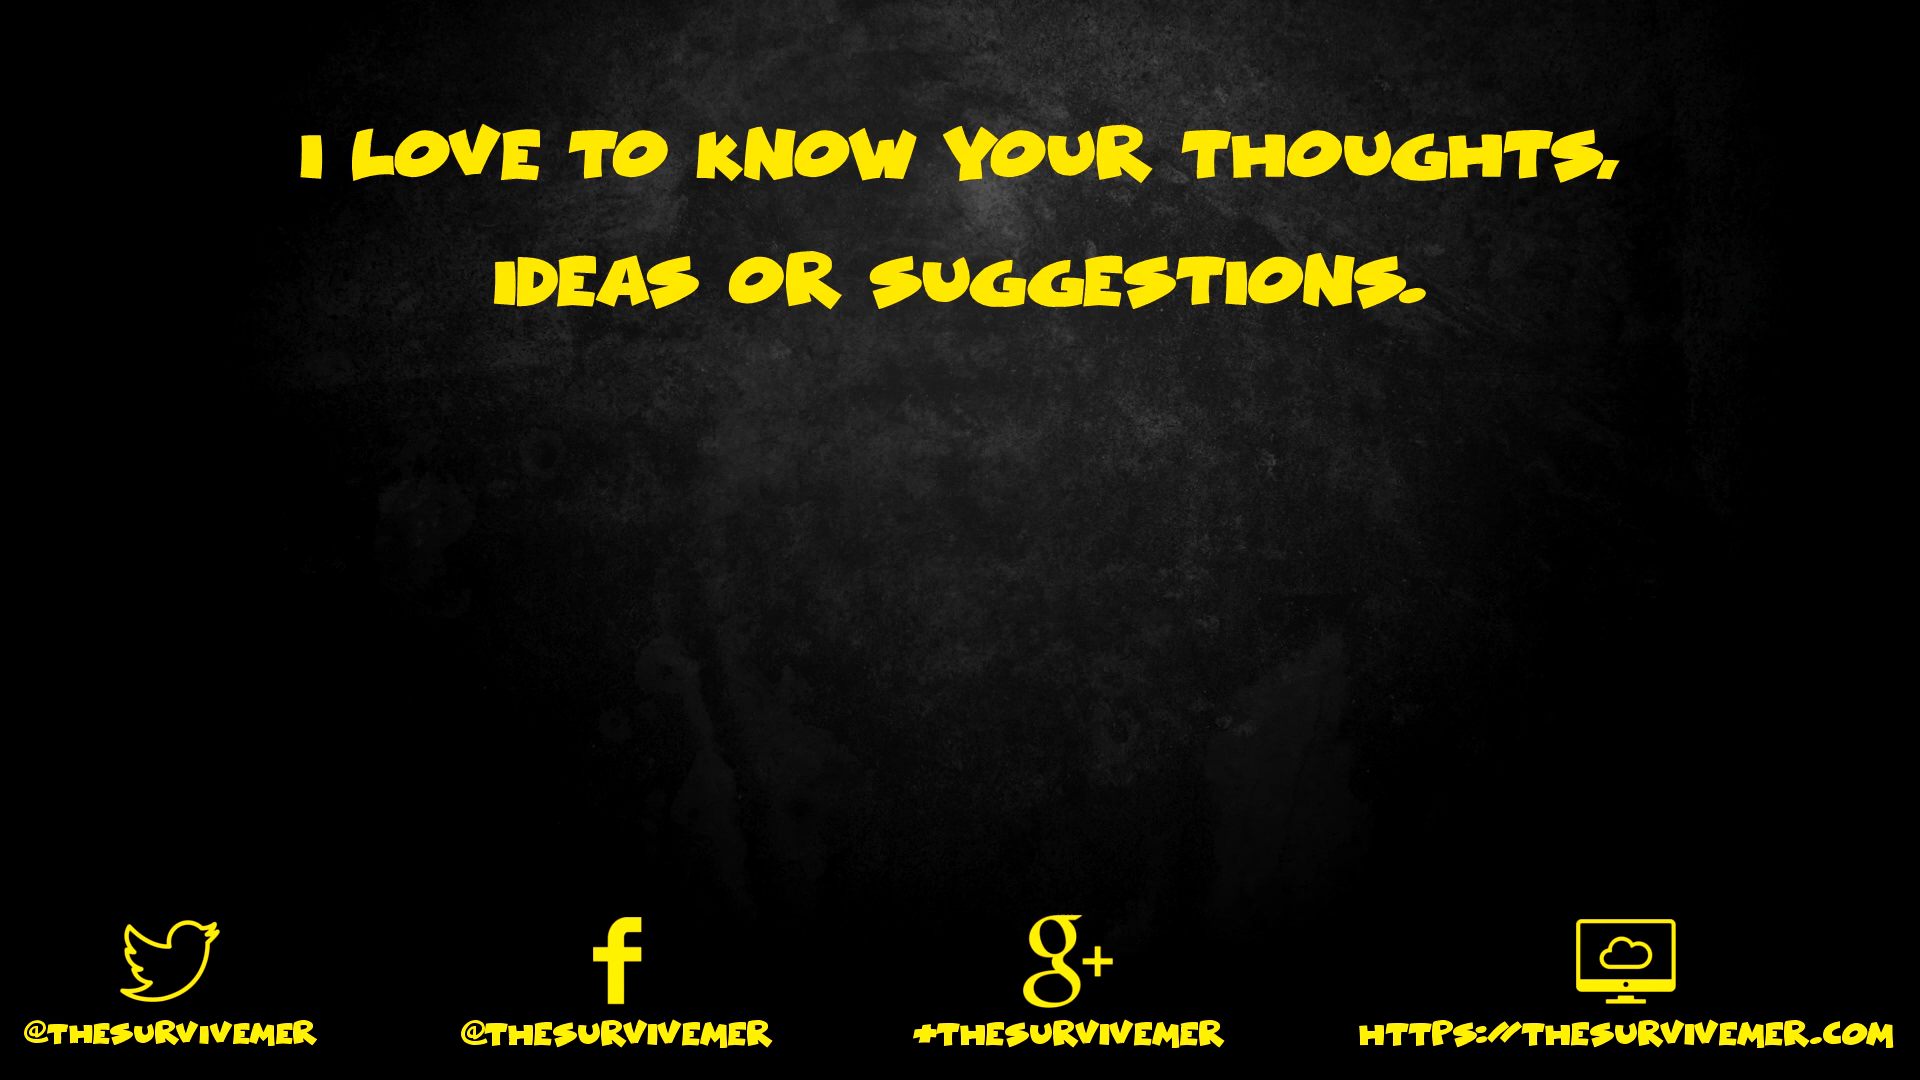 I LOVE TO KNOW YOUR THOUGHTS,
IDEAS OR SUGGESTIONS.
f
g+
@THESURVIVEMER
@THESURVIVEMER
+THESURVIVEMER
HTTPS://THESURVIVEMER.COM